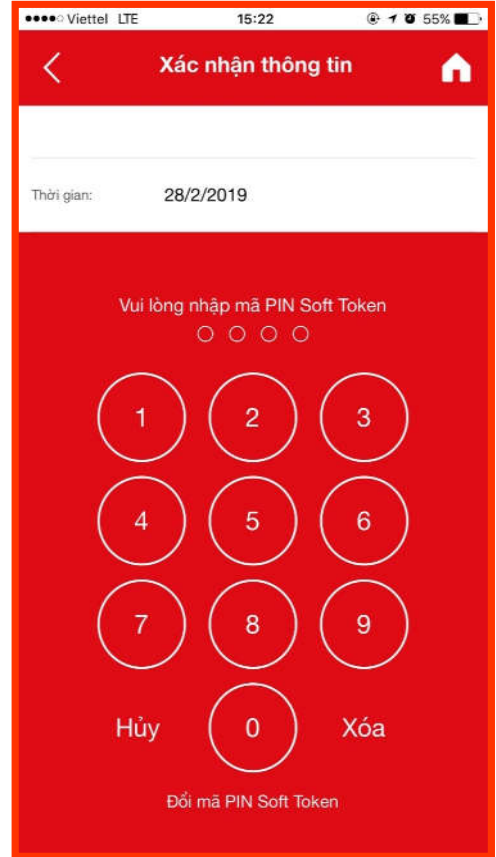 Viettel LTE 15:22 55%
Xác nhận thông tin
Thời gian: 28/2/2019
Vui lòng nhập mã PIN Soft Token
1 2 3
4 5 6
7 8 9
Hủy 0 Xóa
Đổi mã PIN Soft Token